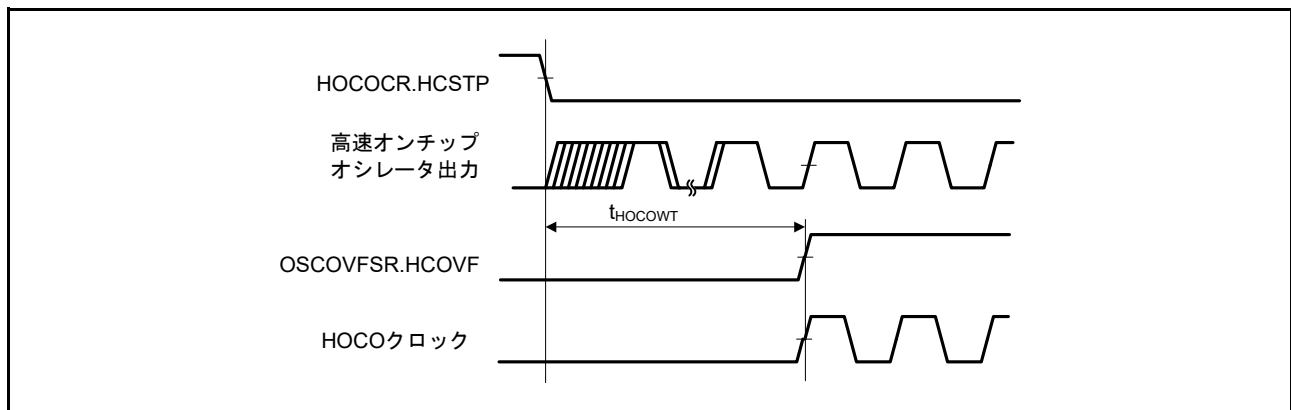 HOCOCR.HCSTP
高速オンチップ
オシレータ出力
tHOCOWT
OSCOVFSR.HCOVF
HOCOクロック